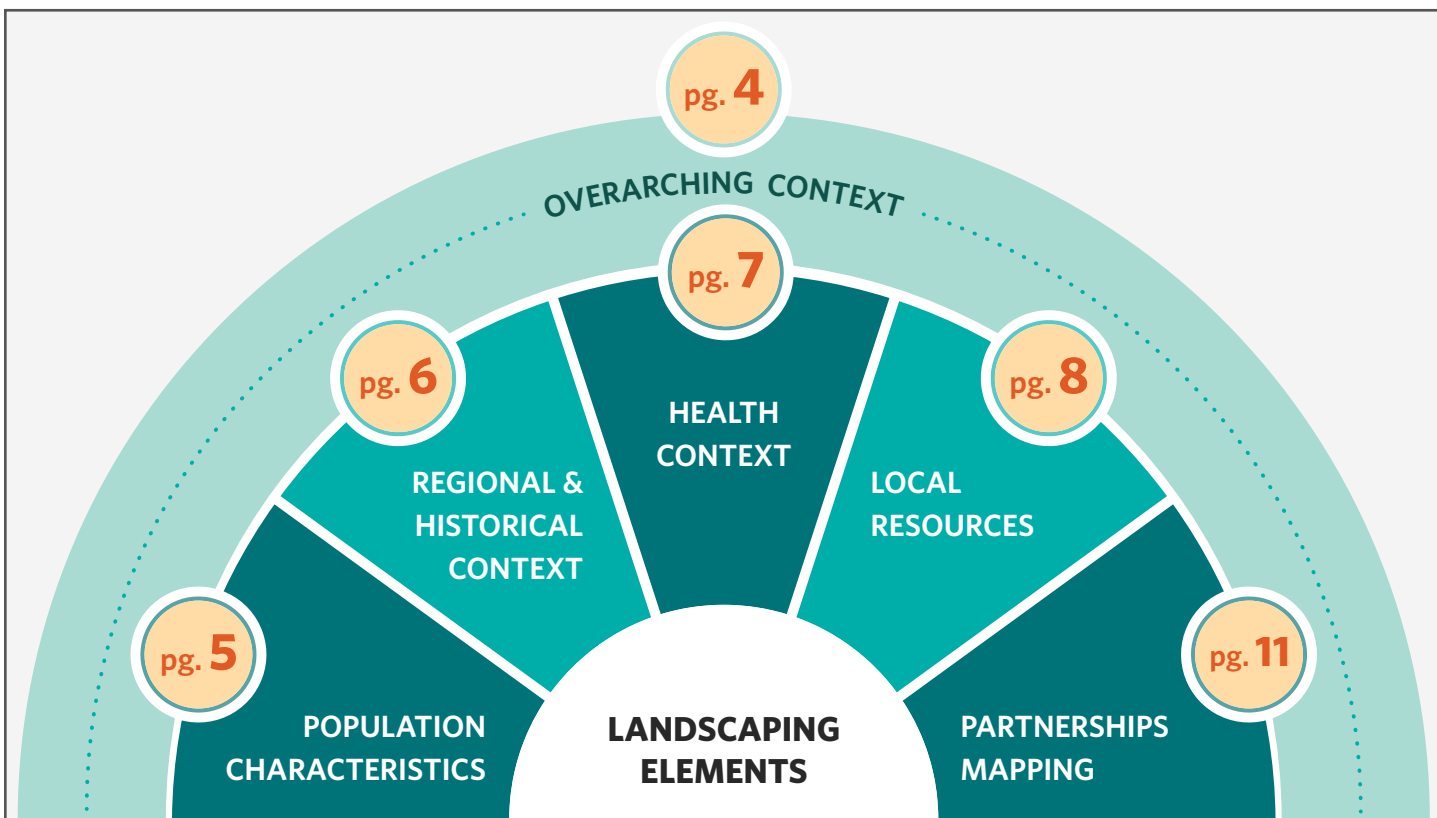 pg. 4
OVERARCHING CONTEXT
pg. 7
pg. 6
pg. 8
HEALTH
CONTEXT
REGIONAL &
HISTORICAL
CONTEXT
LOCAL
RESOURCES
pg. 5
pg. 11
POPULATION
CHARACTERISTICS
LANDSCAPING
ELEMENTS
PARTNERSHIPS
MAPPING